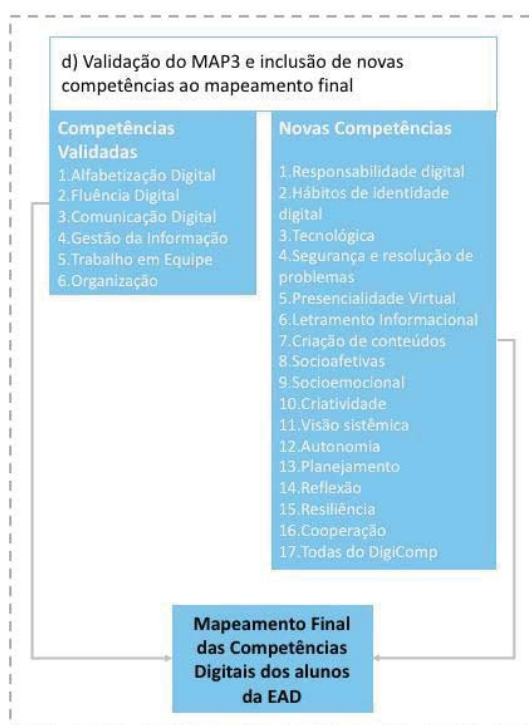 d) Validação do MAP3 e inclusão de novas
competências ao mapeamento final
Competências
Validadas
1.Alfabetização Digital
2.Fluência Digital
3.Comunicação Digital
4.Gestão da Informação
5.Trabalho em Equipe
6.Organização
Novas Competências
1.Responsabilidade digital
2.Hábitos de identidade
digital
3.Tecnológica
4.Segurança e resolução de
problemas
5.Presencialidade Virtual
6.Letramento Informacional
7.Criação de conteúdos
8.Socioafetivas
9.Socioemocional
10.Criatividade
11.Visão sistêmica
12.Autonomia
13.Planejamento
14.Reflexão
15.Resiliência
16.Cooperação
17.Todas do DigiComp
Mapeamento Final
das Competências
Digitais dos alunos
da EAD